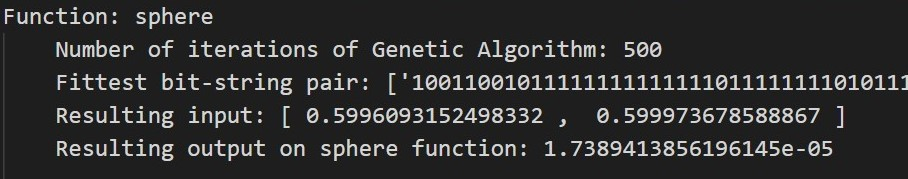 Function: sphere
Number of iterations of Genetic Algorithm: 500
Fittest bit-string pair: ['1001100101111111111111101111111110101111
Resulting input: [ 0.5996093152498332 ,  0.599973678588867 ]
Resulting output on sphere function: 1.7389413856196145e-05